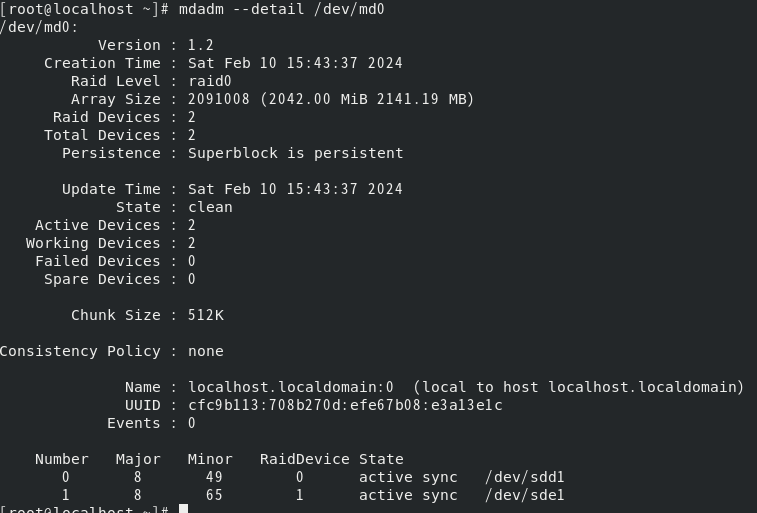 [root@localhost ~]# mdadm --detail /dev/md0
/dev/md0:
Version : 1.2
Creation Time : Sat Feb 10 15:43:37 2024
Raid Level : raid0
Array Size : 2091008 (2042.00 MiB 2141.19 MB)
Raid Devices : 2
Total Devices : 2
Persistence : Superblock is persistent
Update Time : Sat Feb 10 15:43:37 2024
State : clean
Active Devices : 2
Working Devices : 2
Failed Devices : 0
Spare Devices : 0
Chunk Size : 512K
Consistency Policy : none
Name : localhost.localdomain:0 (local to host localhost.localdomain)
UUID : cfc9b113:708b270d:efe67b08:e3a13e1c
Events : 0
Number Major Minor RaidDevice State
0 8 49 0 active sync /dev/sdd1
1 8 65 1 active sync /dev/sde1
[root@localhost ~]#